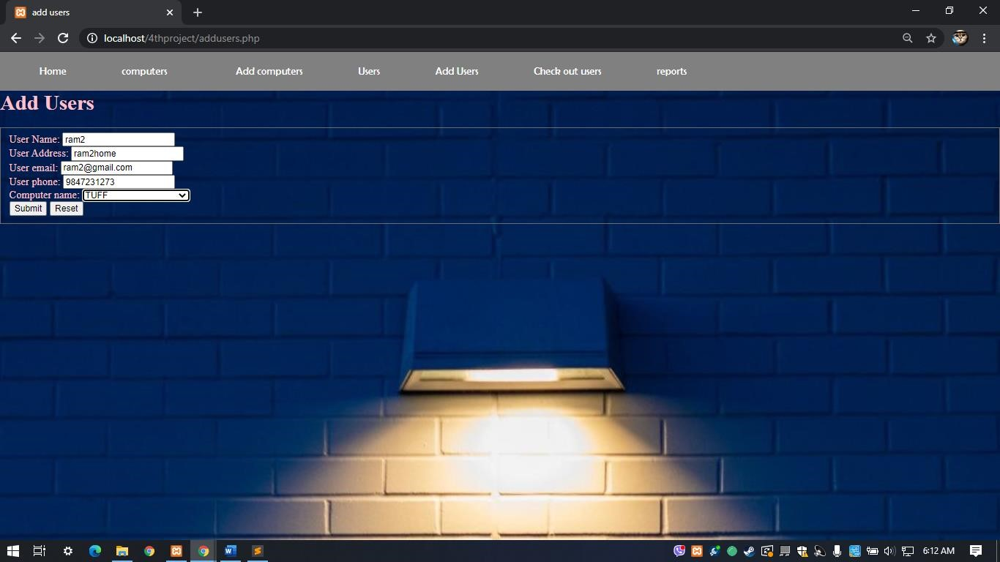 add users
localhost/4thproject/addusers.php
Home computers Add computers Users Add Users Check out users reports
Add Users
User Name: ram2
User Address: ram2home
User email: ram2@gmail.com
User phone: 9847231273
Computer name: TUFF
Submit Reset
6:12 AM